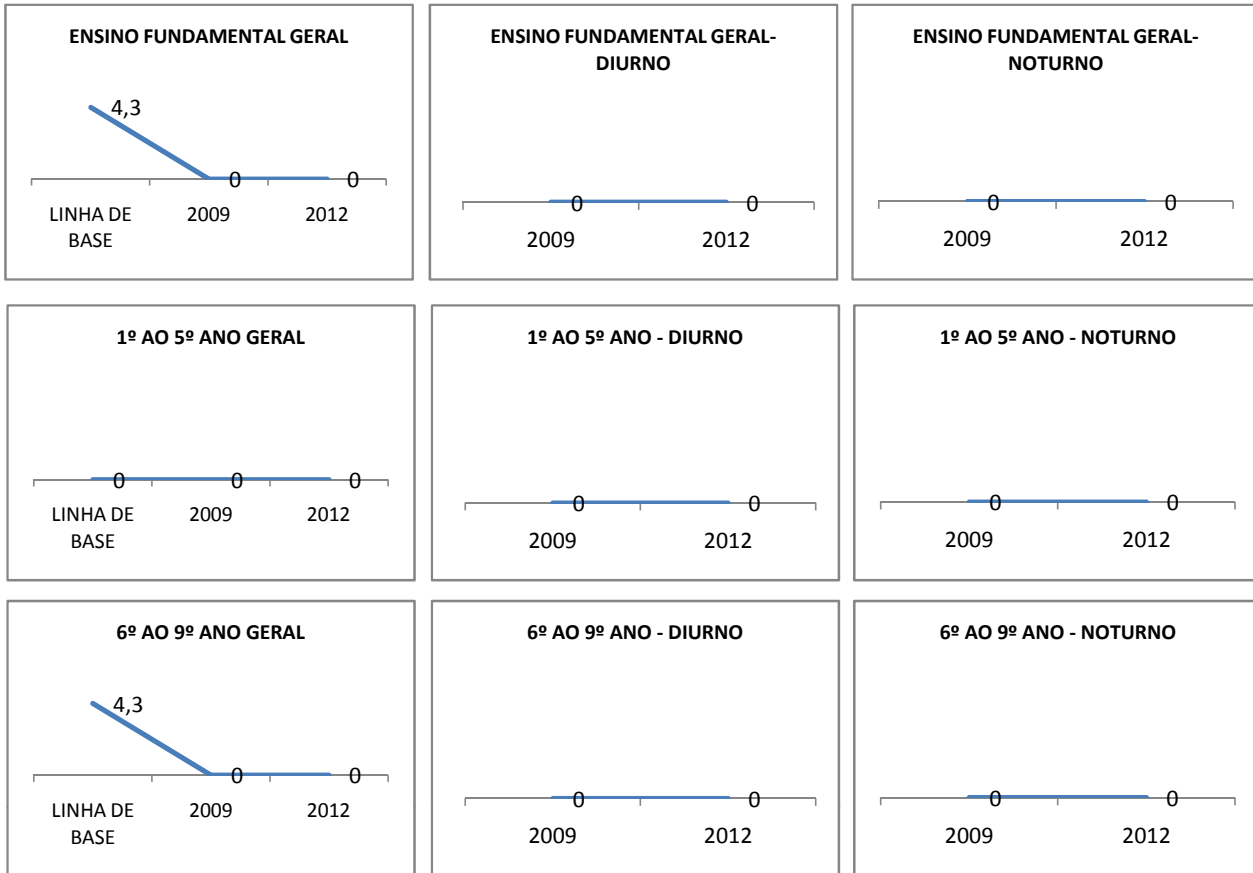 ENSINO FUNDAMENTAL GERAL
4,3
0
0
LINHA DE
BASE
2009
2012
ENSINO FUNDAMENTAL GERAL-
DIURNO
0
0
2009
2012
ENSINO FUNDAMENTAL GERAL-
NOTURNO
0
0
2009
2012
1º AO 5º ANO GERAL
0
0
0
LINHA DE
BASE
2009
2012
1º AO 5º ANO - DIURNO
0
0
2009
2012
1º AO 5º ANO - NOTURNO
0
0
2009
2012
6º AO 9º ANO GERAL
4,3
0
0
LINHA DE
BASE
2009
2012
6º AO 9º ANO - DIURNO
0
0
2009
2012
6º AO 9º ANO - NOTURNO
0
0
2009
2012